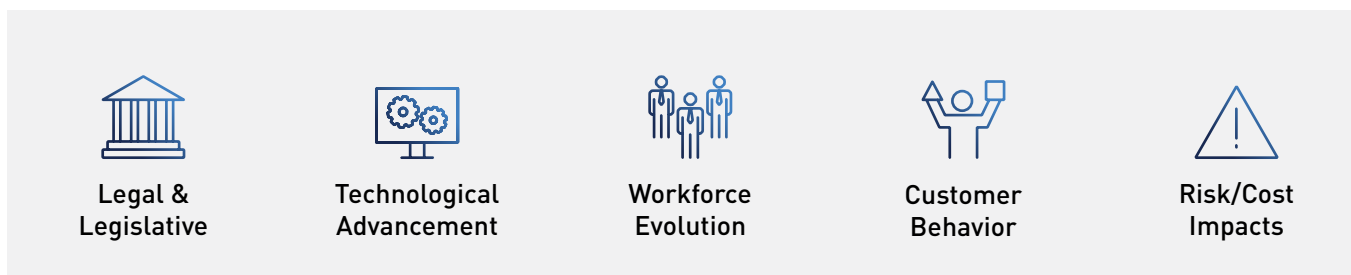 Legal &
Legislative
Technological
Advancement
Workforce
Evolution
Customer
Behavior
Risk/Cost
Impacts